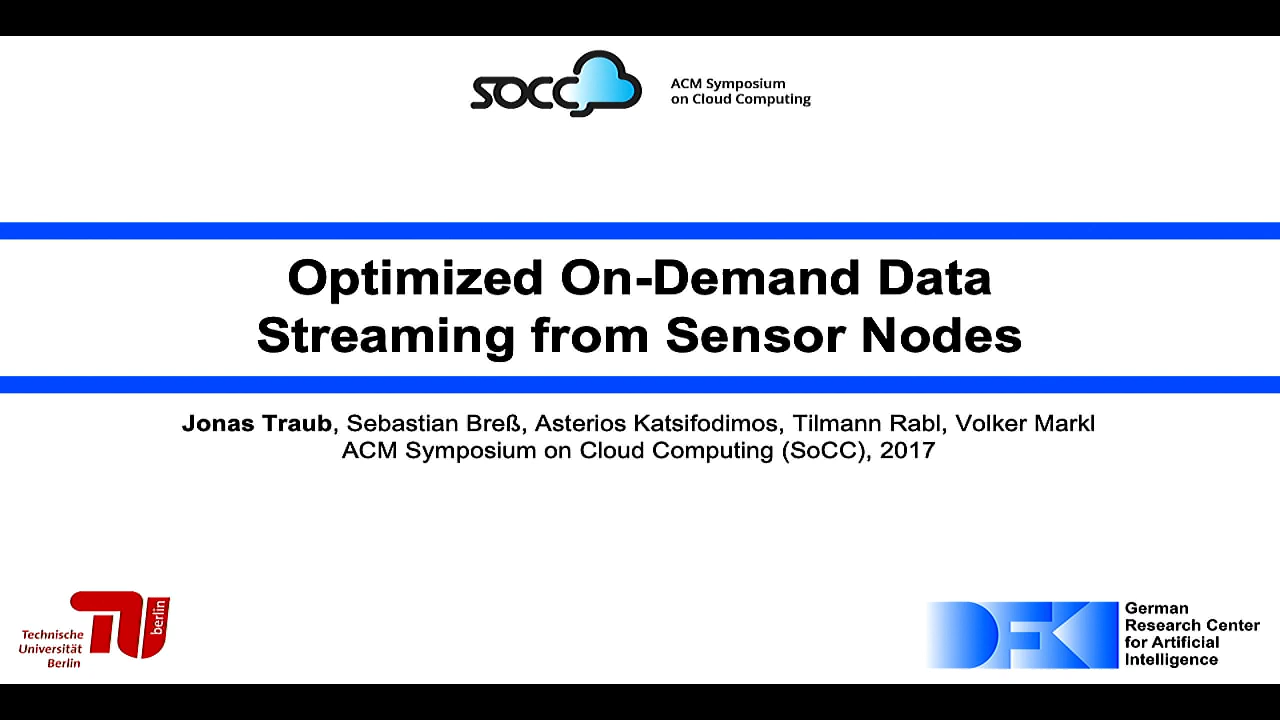 SOCC
ACM Symposium
on Cloud Computing
Optimized On-Demand Data
Streaming from Sensor Nodes
Jonas Traub, Sebastian Breß, Asterios Katsifodimos, Tilmann Rabl, Volker Markl
ACM Symposium on Cloud Computing (SoCC), 2017
Technische
Universität
Berlin
berlin
DFKI
German
Research Center
for Artificial
Intelligence